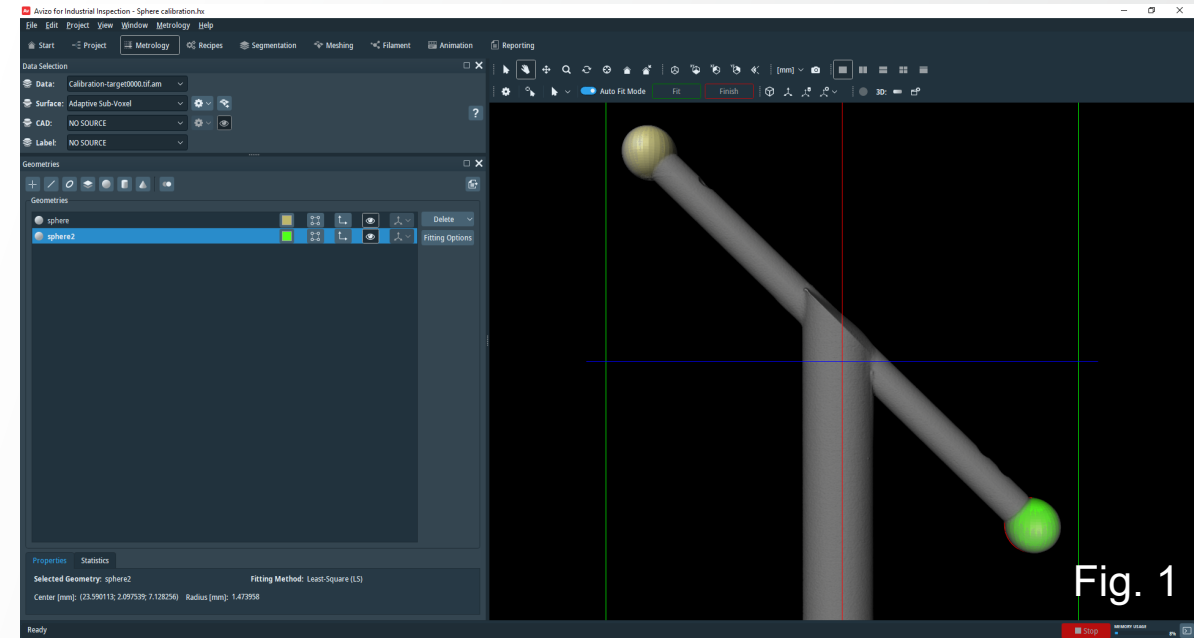 Av Avizo for Industrial Inspection - Sphere calibration.hx
File Edit Project View Window Metrology Help
Start Project Metrology Recipes Segmentation Meshing Filament Animation Reporting
Data Selection
Data: Calibration-target0000.tif.am
Surface: Adaptive Sub-Voxel
CAD: NO SOURCE
Label: NO SOURCE
?
[mm]
Auto Fit Mode Fit Finish 3D:
Geometries
Geometries
sphere Delete
sphere2 Fitting Options
Properties Statistics
Selected Geometry: sphere2 Fitting Method: Least-Square (LS)
Center [mm]: (23.590113; 2.097539; 7.128256) Radius [mm]: 1.473958
Fig. 1
Ready Stop MEMORY USAGE 8%